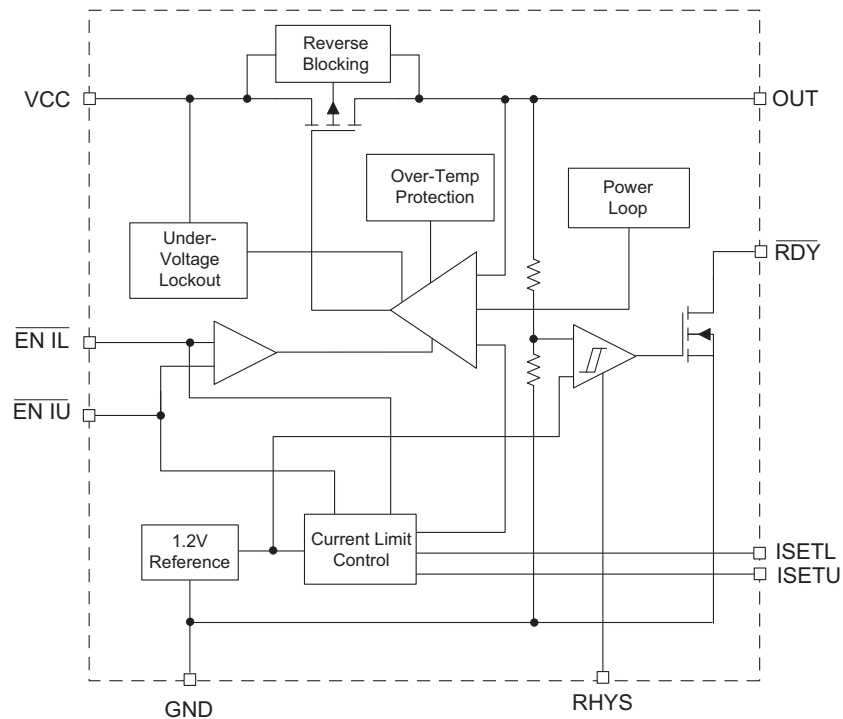 Reverse
Blocking
VCC
OUT
Over-Temp
Protection
Power
Loop
Under-
Voltage
Lockout
RDY
EN IL
EN IU
1.2V
Reference
Current Limit
Control
ISETL
ISETU
GND
RHYS